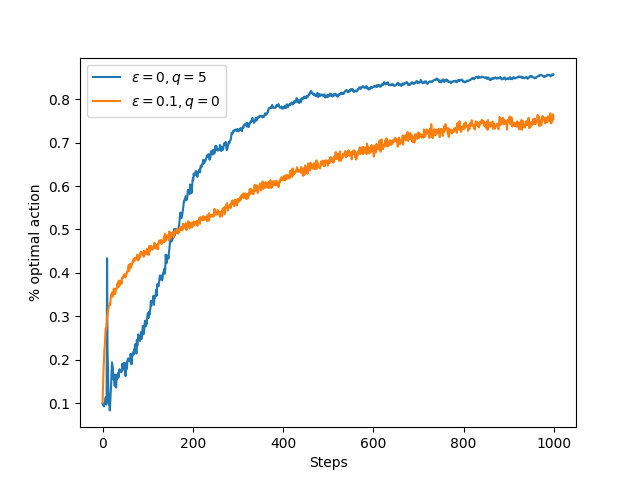 ε = 0, q = 5
ε = 0.1, q = 0
0.8
0.7
0.6
0.5
0.4
0.3
0.2
0.1
% optimal action
0 200 400 600 800 1000
Steps